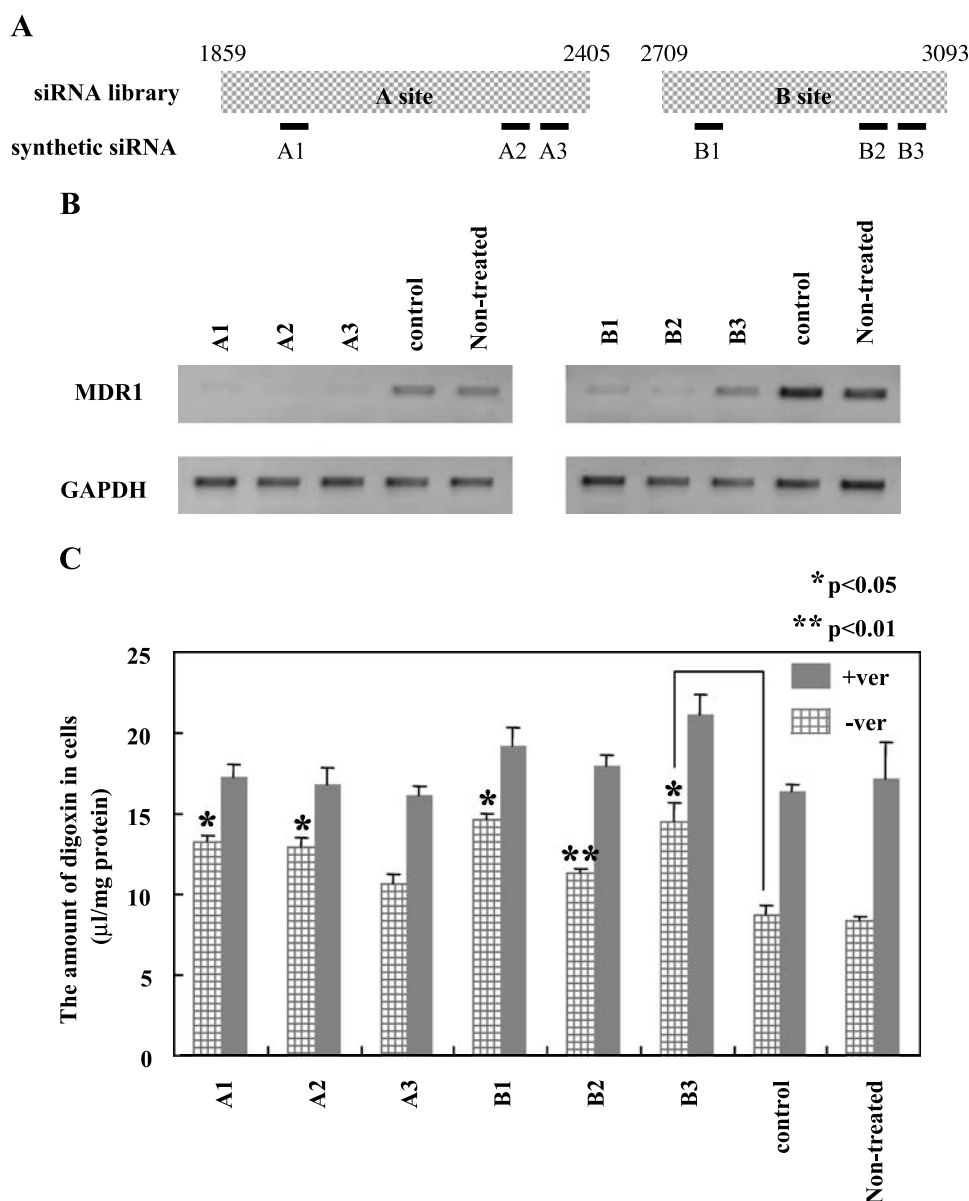 A
1859 2405 2709 3093
siRNA library A site B site
synthetic siRNA A1 A2 A3 B1 B2 B3
B
A1 A2 A3 control Non-treated B1 B2 B3 control Non-treated
MDR1
GAPDH
C
* p<0.05
** p<0.01
25
20
15
10
5
0
The amount of digoxin in cells
(µl/mg protein)
+ver
-ver
* * * ** *
A1 A2 A3 B1 B2 B3 control Non-treated